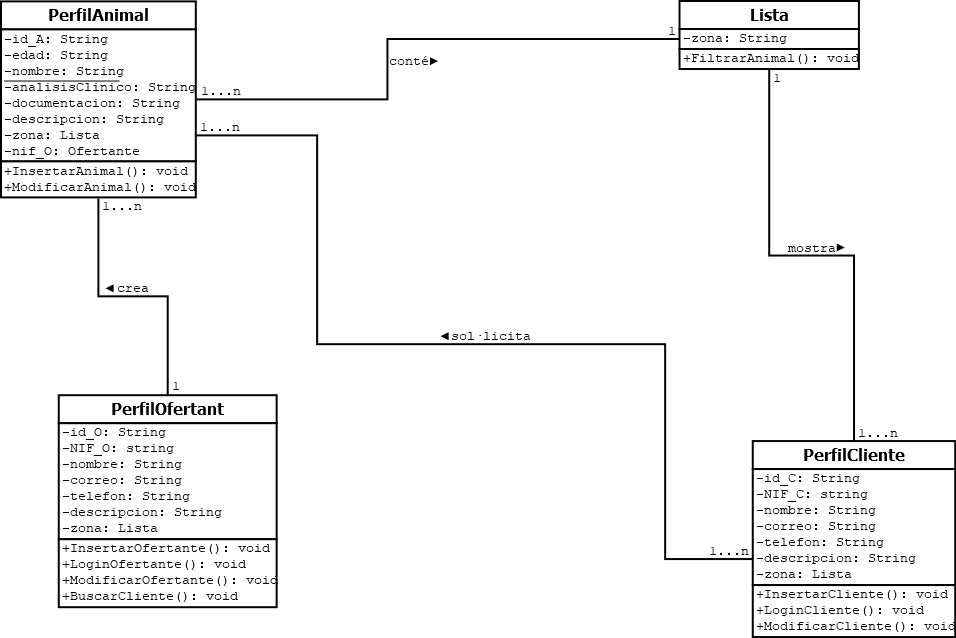 PerfilAnimal
-id_A: String
-edad: String
-nombre: String
-analisisClinico: String
-documentacion: String
-descripcion: String
-zona: Lista
-nif_O: Ofertante
+InsertarAnimal(): void
+ModificarAnimal(): void
Lista
-zona: String
+FiltrarAnimal(): void
1
conté►
1...n
1...n
1
1...n
mostra►
◄crea
◄sol·licita
1
1...n
1...n
PerfilOfertant
-id_O: String
-NIF_O: string
-nombre: String
-correo: String
-telefon: String
-descripcion: String
-zona: Lista
+InsertarOfertante(): void
+LoginOfertante(): void
+ModificarOfertante(): void
+BuscarCliente(): void
PerfilCliente
-id_C: String
-NIF_C: string
-nombre: String
-correo: String
-telefon: String
-descripcion: String
-zona: Lista
+InsertarCliente(): void
+LoginCliente(): void
+ModificarCliente(): void